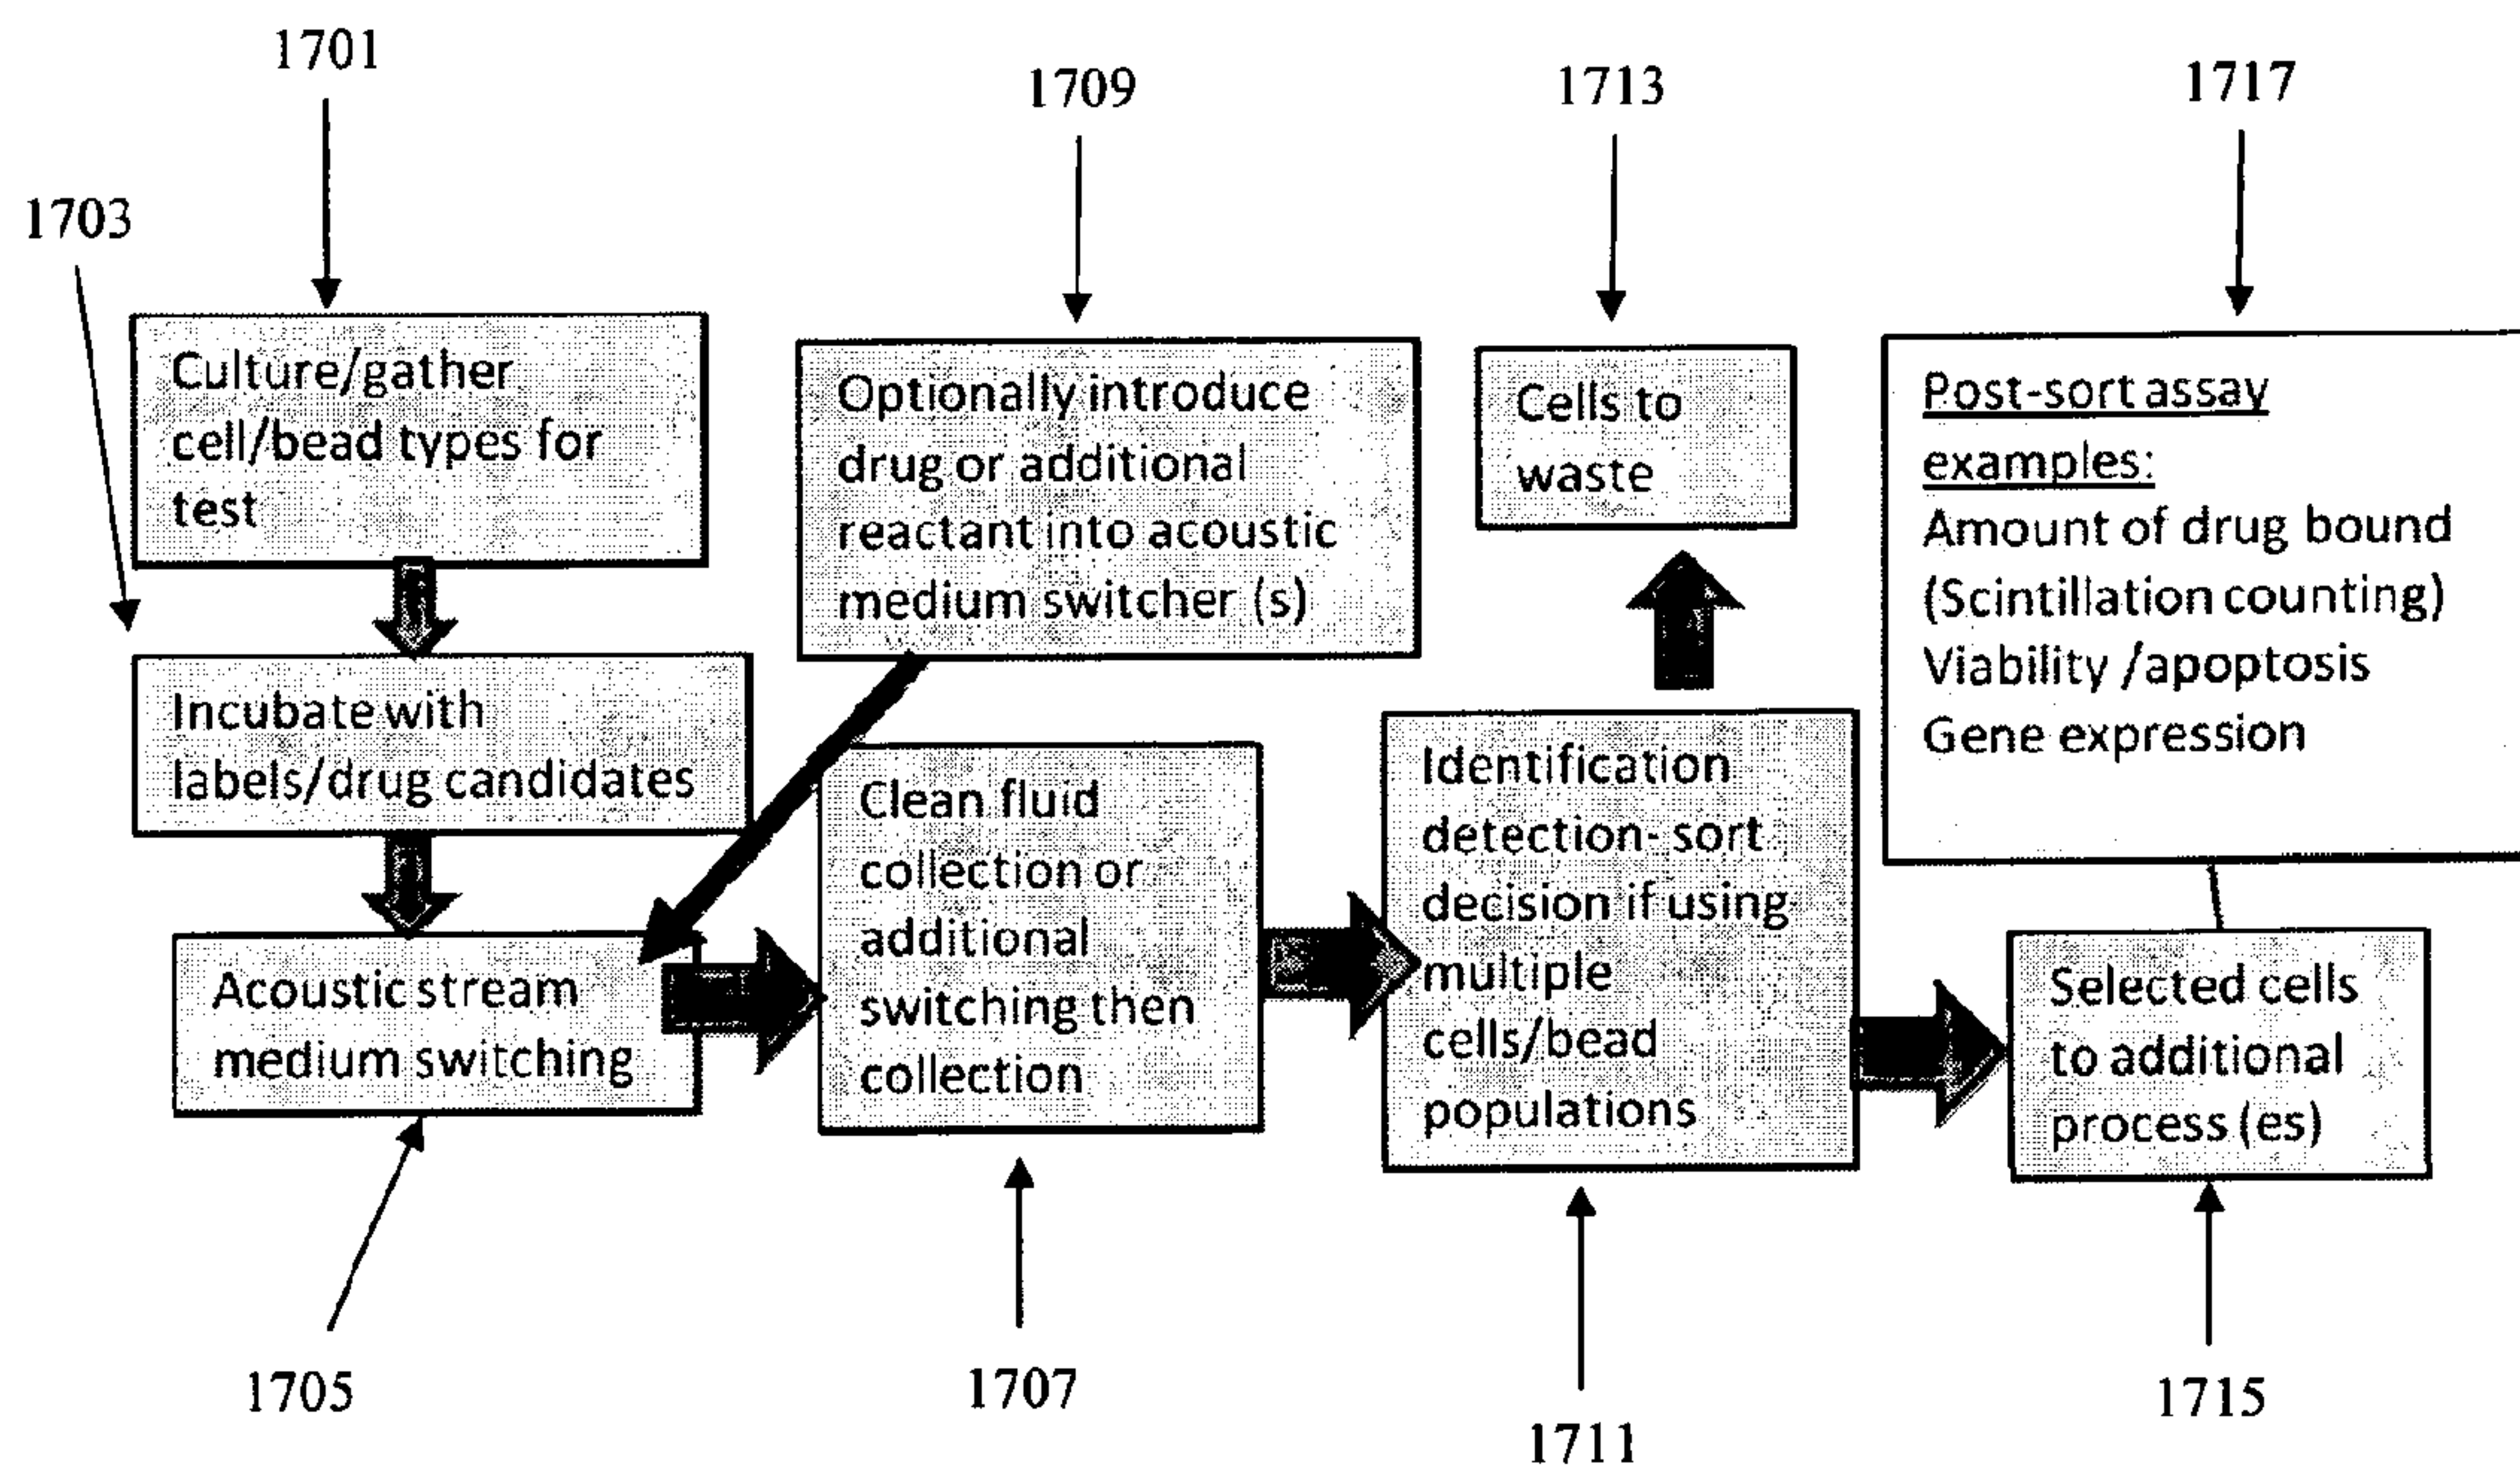 1701
1703
1709
1713
1717
Culture/gather
cell/bead types for
test
Optionally introduce
drug or additional
reactant into acoustic
medium switcher (s)
Cells to
waste
Post-sort assay
examples:
Amount of drug bound
(Scintillation counting)
Viability /apoptosis
Gene expression
Incubate with
labels/drug candidates
Acoustic stream
medium switching
Clean fluid
collection or
additional
switching then
collection
Identification
detection- sort
decision if using
multiple
cells/bead
populations
Selected cells
to additional
process (es)
1705
1707
1711
1715